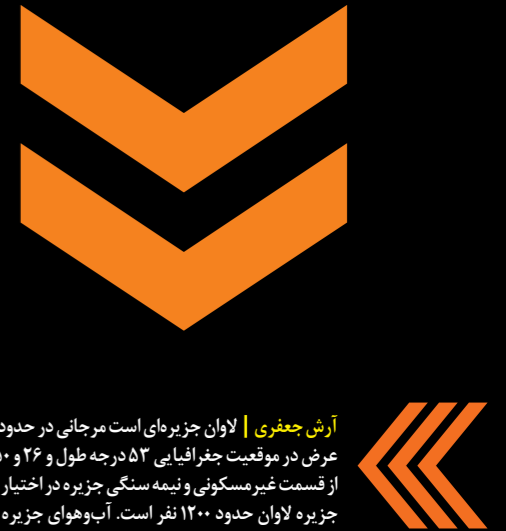 آرش جعفری | لاوان جزیره‌ای است مرجانی در حدود
عرض در موقعیت جغرافیایی ۵۳ درجه طول و ۲۶ و
از قسمت غیرمسکونی و نیمه سنگی جزیره در اختیار
جزیره لاوان حدود ۱۲۰۰ نفر است. آب‌وهوای جزیره